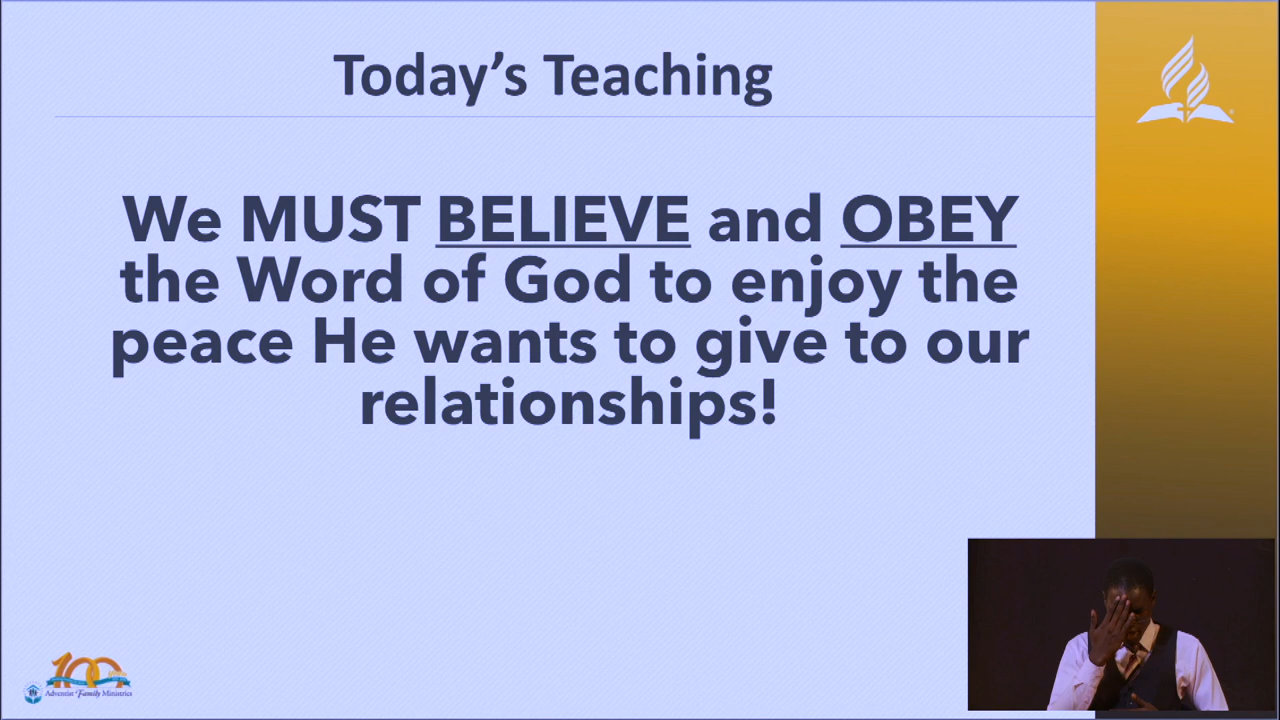 Today’s Teaching
We MUST BELIEVE and OBEY
the Word of God to enjoy the
peace He wants to give to our
relationships!
100
Adventist Family Ministries